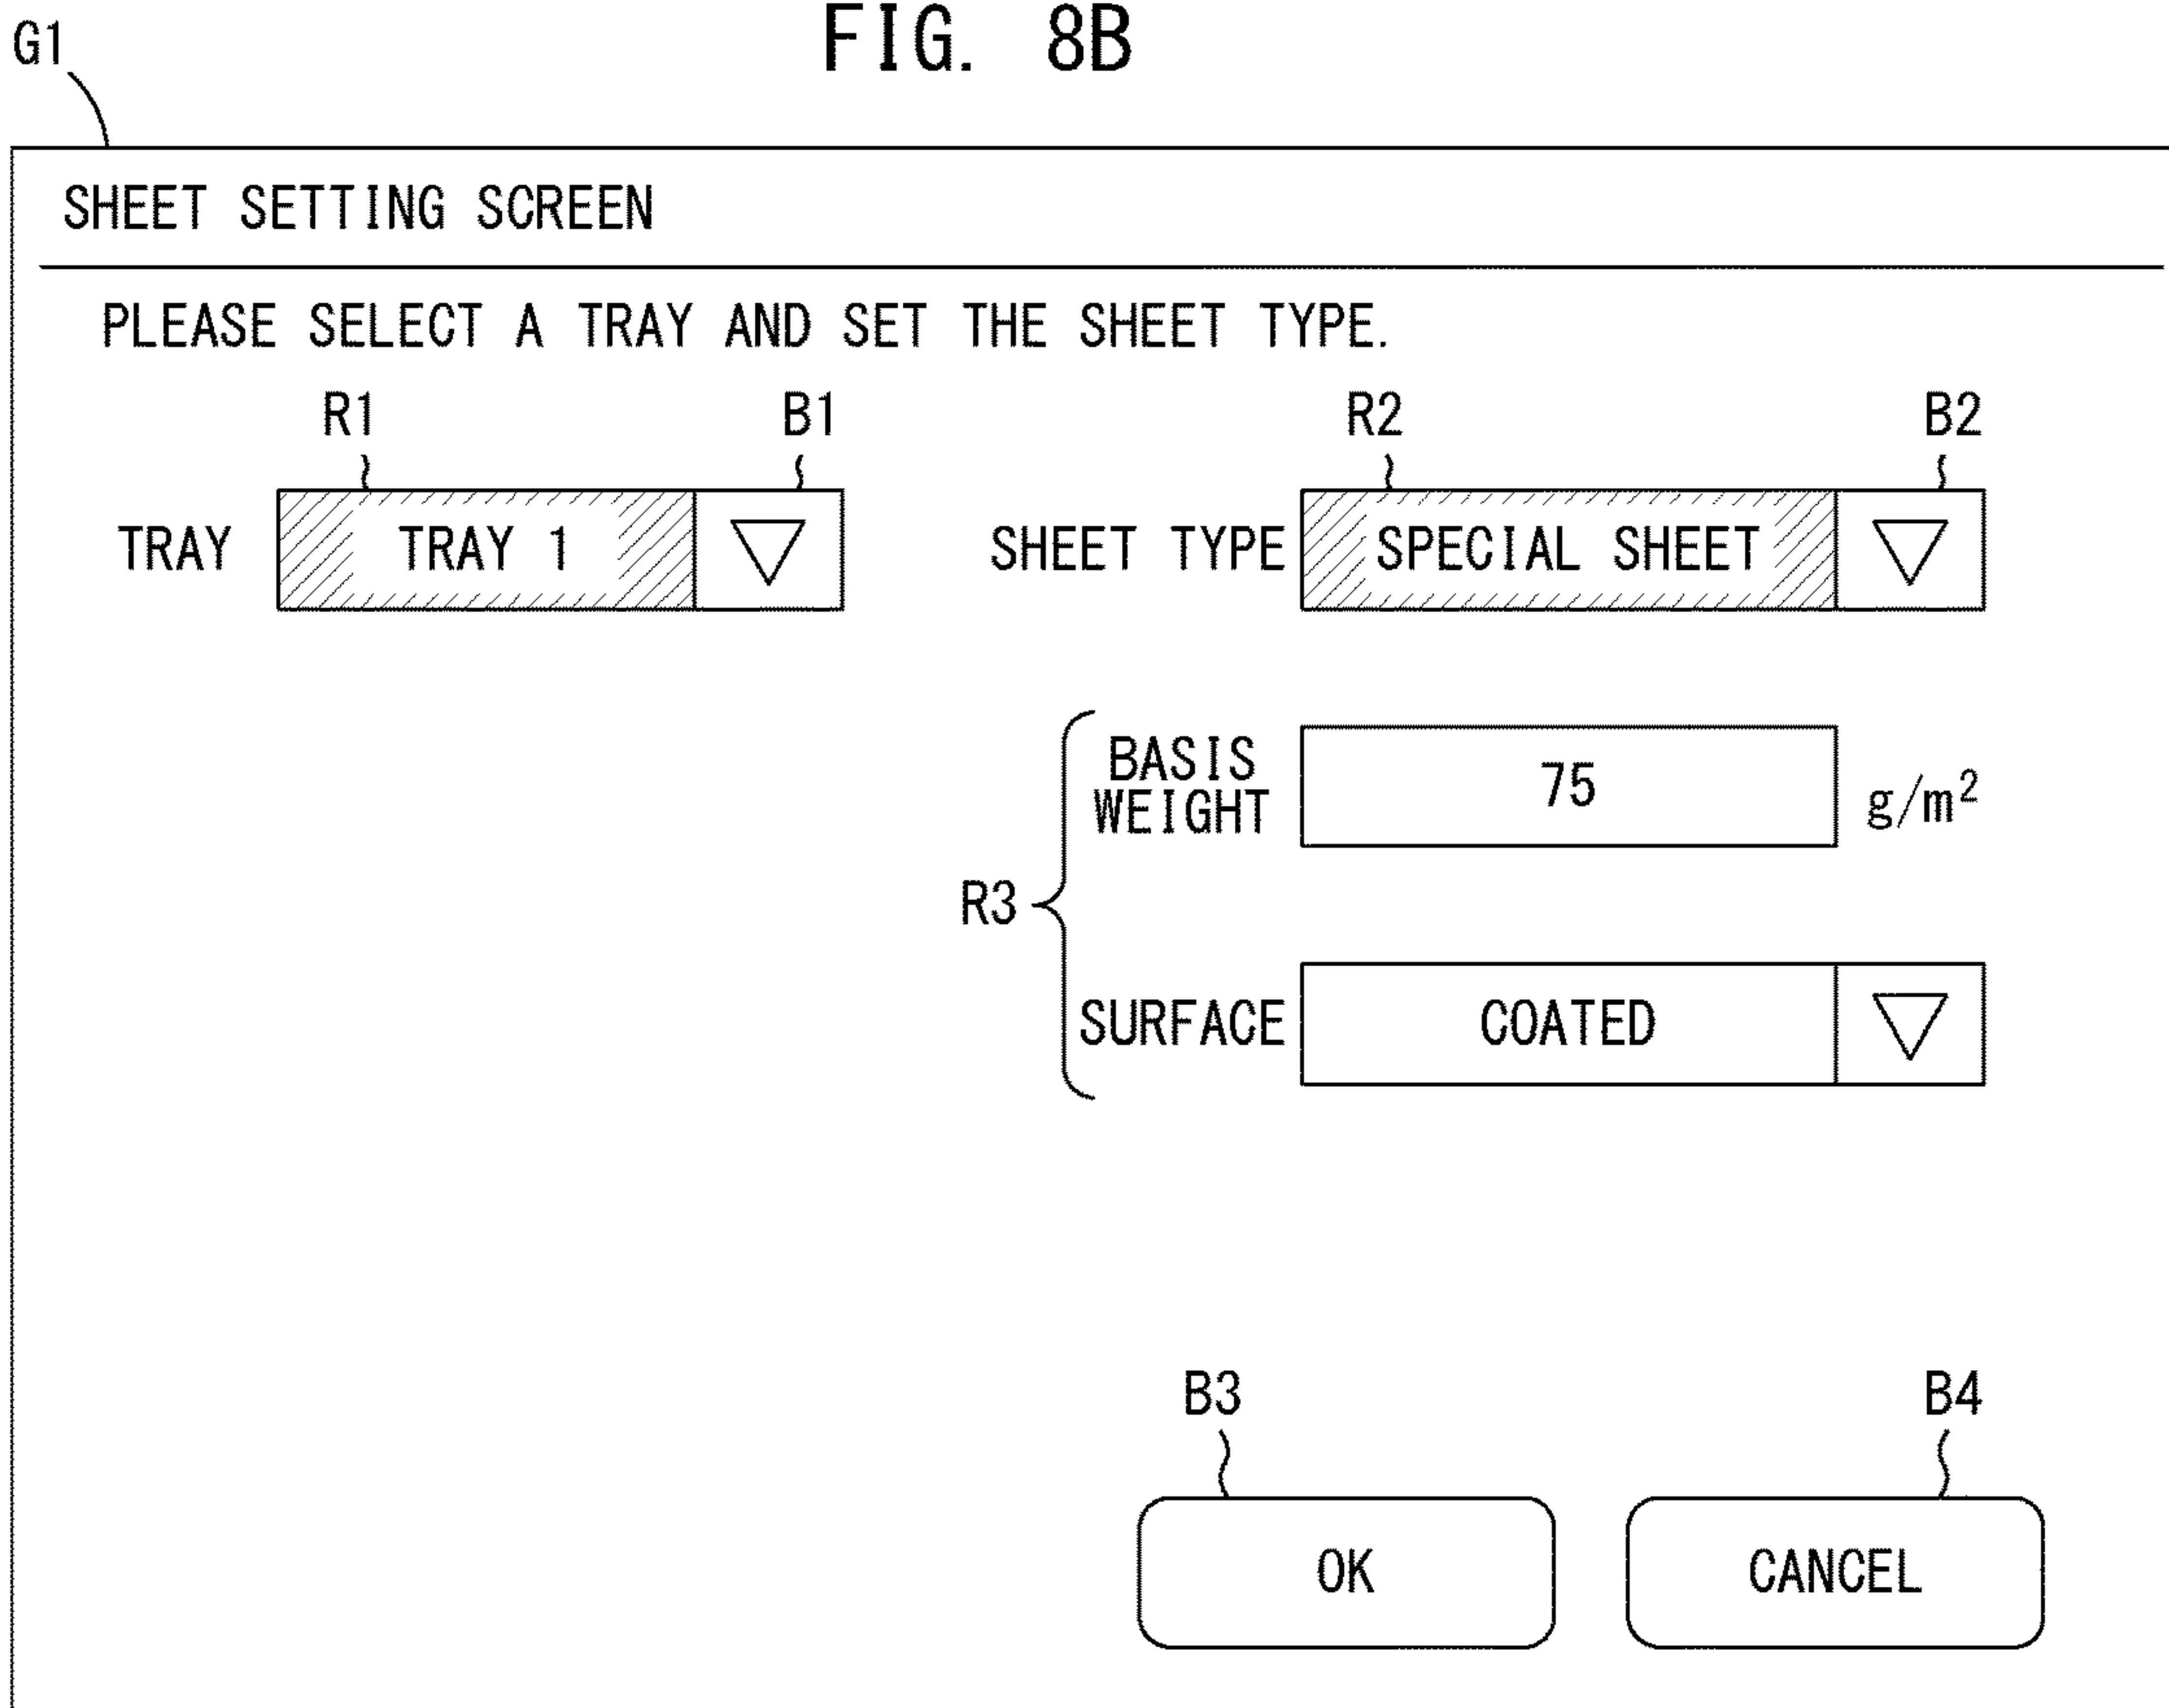 FIG. 8B
G1
SHEET SETTING SCREEN
PLEASE SELECT A TRAY AND SET THE SHEET TYPE.
R1 B1 R2 B2
TRAY TRAY 1 SHEET TYPE SPECIAL SHEET
BASIS
WEIGHT 75 g/m²
R3
SURFACE COATED
B3 B4
OK CANCEL